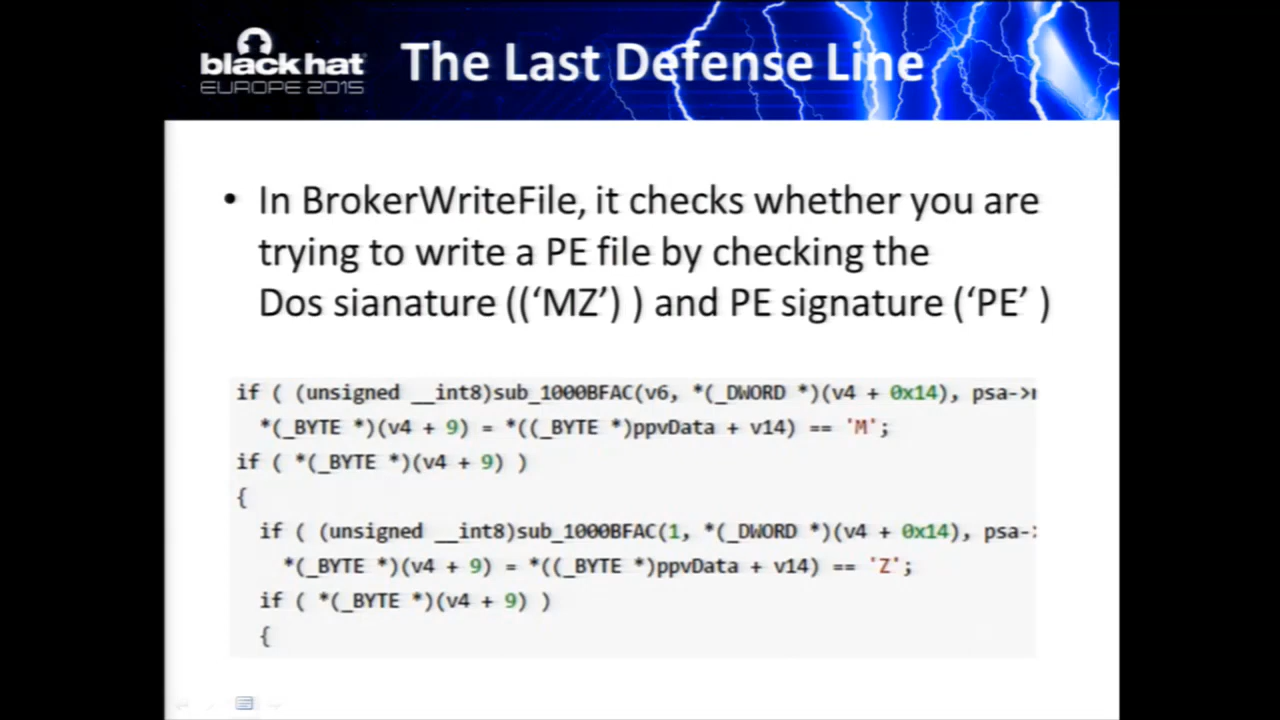 black hat
EUROPE 2015
The Last Defense Line
• In BrokerWriteFile, it checks whether you are
trying to write a PE file by checking the
Dos sianature ((‘MZ’) ) and PE signature (‘PE’ )
if ( (unsigned __int8)sub_1000BFAC(v6, *(_DWORD *)(v4 + 0x14), psa->
*(_BYTE *)(v4 + 9) = *((_BYTE *)ppvData + v14) == 'M';
if ( *(_BYTE *)(v4 + 9) )
{
if ( (unsigned __int8)sub_1000BFAC(1, *(_DWORD *)(v4 + 0x14), psa-
*(_BYTE *)(v4 + 9) = *((_BYTE *)ppvData + v14) == 'Z';
if ( *(_BYTE *)(v4 + 9) )
{